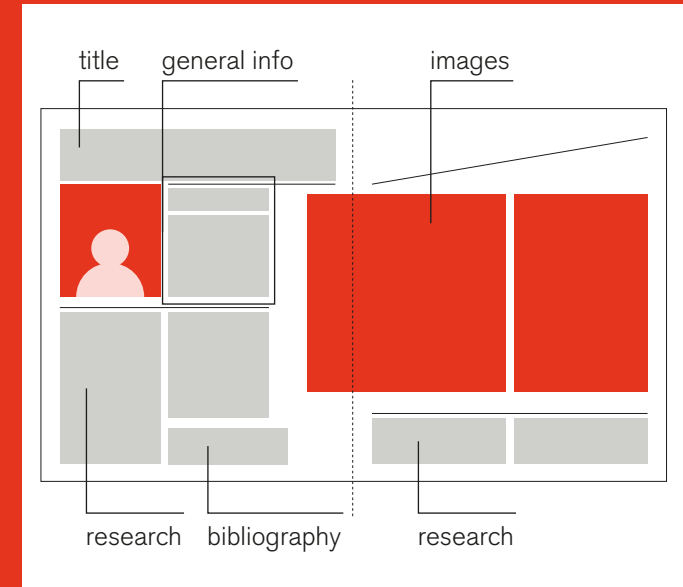 title
general info
images
research
bibliography
research